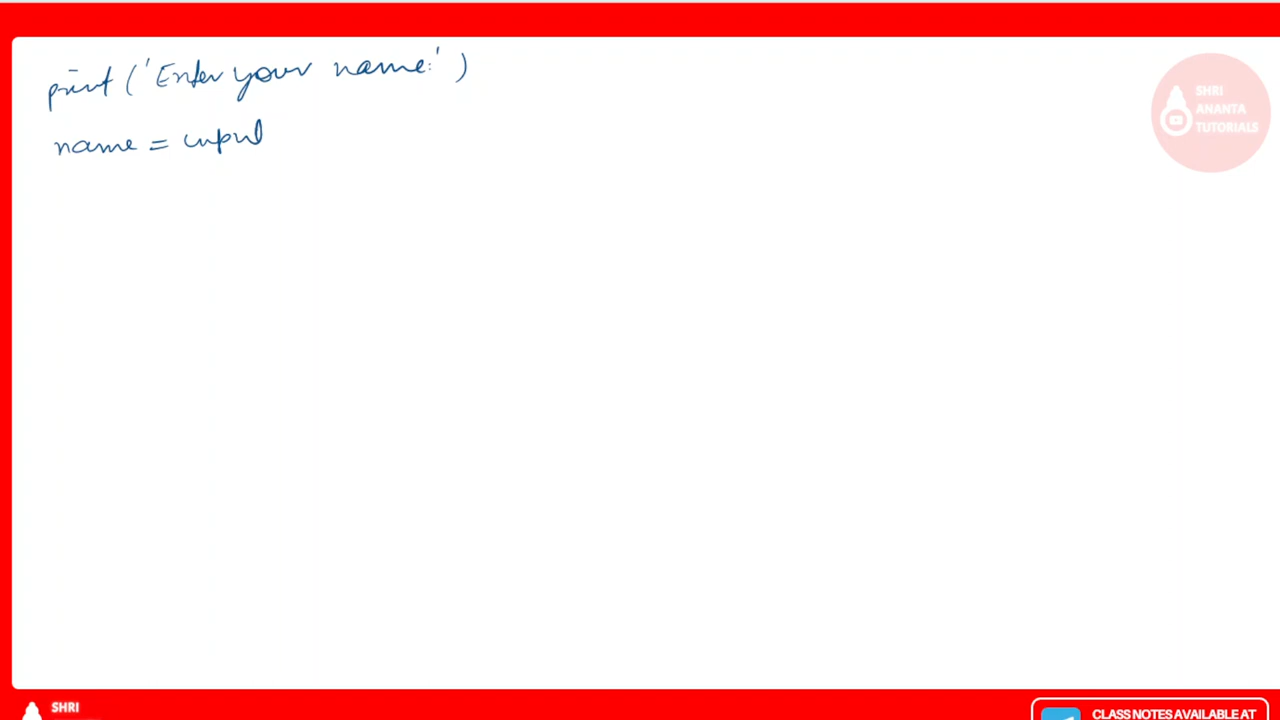 print ('Enter your name:')
name = input
SHRI
ANANTA
TUTORIALS
SHRI
CLASS NOTES AVAILABLE AT